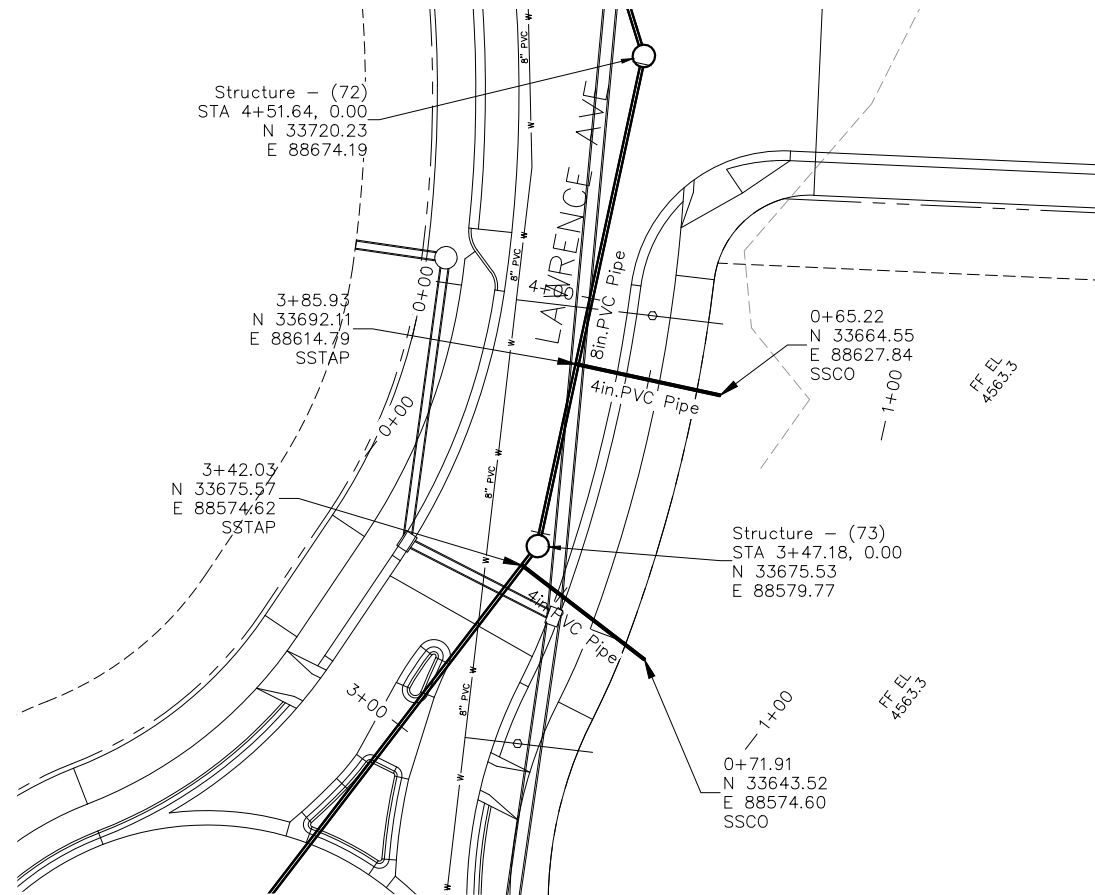 8" PVC
W
Structure – (72)
STA 4+51.64, 0.00
N 33720.23
E 88674.19
LAWRENCE AVE
W
W
8" PVC
W
0+00
4+00
3+85.93
N 33692.11
E 88614.79
SSTAP
8in.PVC Pipe
W
0+65.22
N 33664.55
E 88627.84
SSCO
4in.PVC Pipe
1+00
FF EL
4563.3
0+00
W
8" PVC
W
3+42.03
N 33675.57
E 88574.62
SSTAP
Structure – (73)
STA 3+47.18, 0.00
N 33675.53
E 88579.77
W
4in.PVC Pipe
W
W
8" PVC
W
3+00
1+00
FF EL
4563.3
0+71.91
N 33643.52
E 88574.60
SSCO
W
W